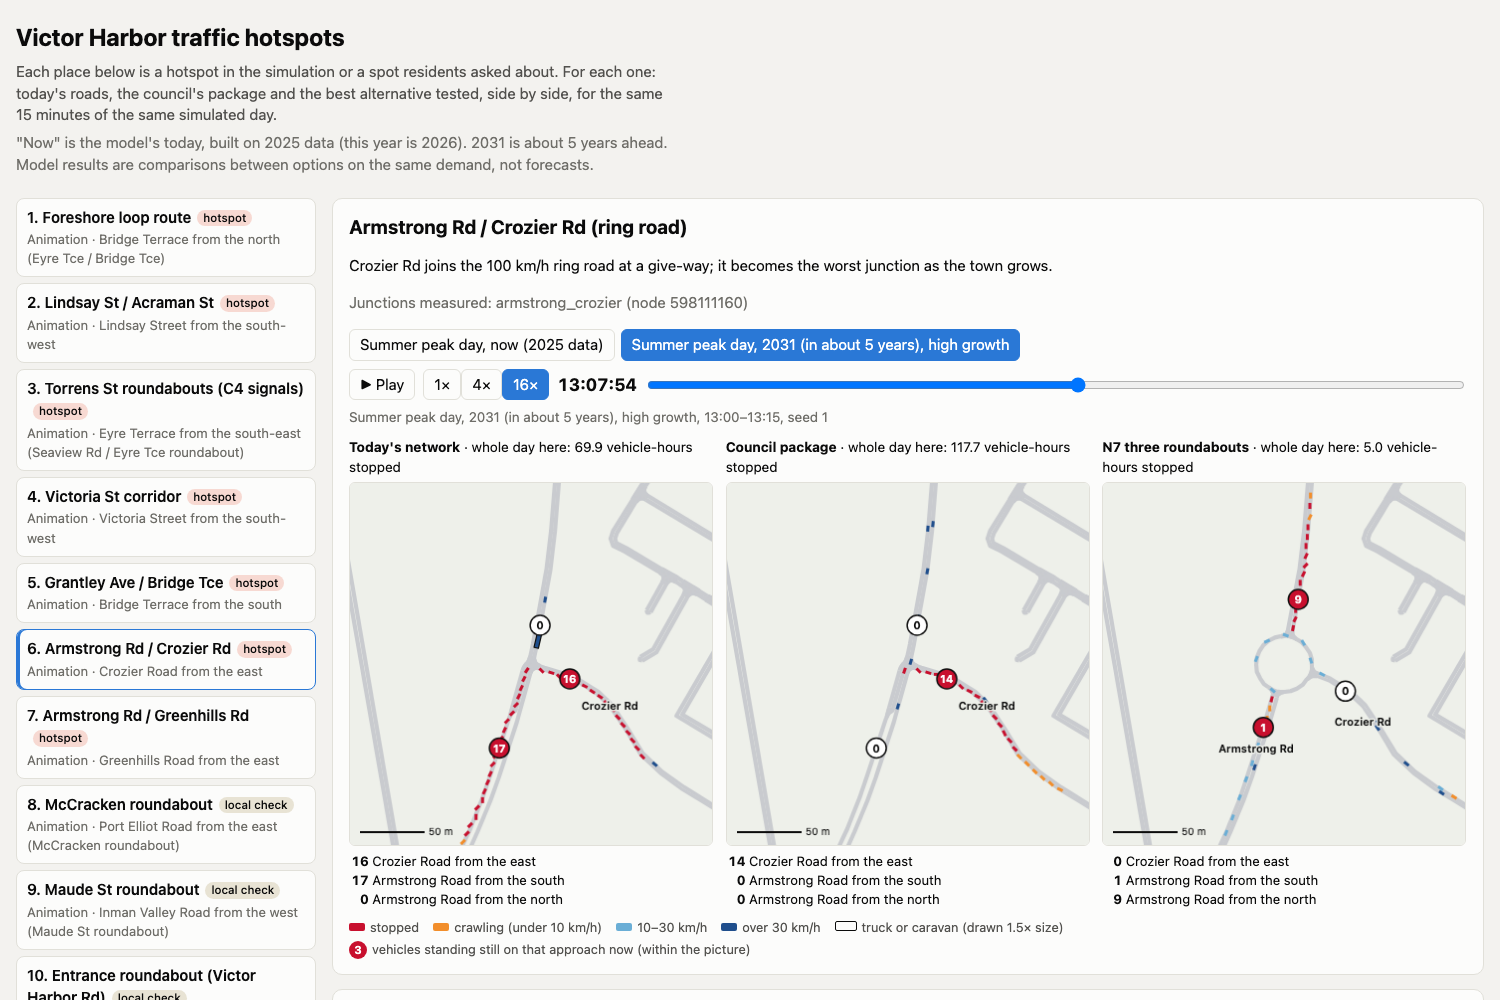 Victor Harbor traffic hotspots
Each place below is a hotspot in the simulation or a spot residents asked about. For each one:
today's roads, the council's package and the best alternative tested, side by side, for the same
15 minutes of the same simulated day.
"Now" is the model's today, built on 2025 data (this year is 2026). 2031 is about 5 years ahead.
Model results are comparisons between options on the same demand, not forecasts.
1. Foreshore loop route hotspot
Animation · Bridge Terrace from the north
(Eyre Tce / Bridge Tce)
2. Lindsay St / Acraman St hotspot
Animation · Lindsay Street from the south-
west
3. Torrens St roundabouts (C4 signals)
hotspot
Animation · Eyre Terrace from the south-east
(Seaview Rd / Eyre Tce roundabout)
4. Victoria St corridor hotspot
Animation · Victoria Street from the south-
west
5. Grantley Ave / Bridge Tce hotspot
Animation · Bridge Terrace from the south
6. Armstrong Rd / Crozier Rd hotspot
Animation · Crozier Road from the east
7. Armstrong Rd / Greenhills Rd
hotspot
Animation · Greenhills Road from the east
8. McCracken roundabout local check
Animation · Port Elliot Road from the east
(McCracken roundabout)
9. Maude St roundabout local check
Animation · Inman Valley Road from the west
(Maude St roundabout)
10. Entrance roundabout (Victor
Harbor Rd) local check
Armstrong Rd / Crozier Rd (ring road)
Crozier Rd joins the 100 km/h ring road at a give-way; it becomes the worst junction as the town grows.
Junctions measured: armstrong_crozier (node 598111160)
Summer peak day, now (2025 data)
Summer peak day, 2031 (in about 5 years), high growth
Play
1×
4×
16×
13:07:54
Summer peak day, 2031 (in about 5 years), high growth, 13:00–13:15, seed 1
Today's network · whole day here: 69.9 vehicle-hours
stopped
0
16
Crozier Rd
17
50 m
16 Crozier Road from the east
17 Armstrong Road from the south
0 Armstrong Road from the north
Council package · whole day here: 117.7 vehicle-hours
stopped
0
14
Crozier Rd
0
50 m
14 Crozier Road from the east
0 Armstrong Road from the south
0 Armstrong Road from the north
N7 three roundabouts · whole day here: 5.0 vehicle-
hours stopped
9
0
Crozier Rd
1
Armstrong Rd
50 m
0 Crozier Road from the east
1 Armstrong Road from the south
9 Armstrong Road from the north
stopped
crawling (under 10 km/h)
10–30 km/h
over 30 km/h
truck or caravan (drawn 1.5× size)
3 vehicles standing still on that approach now (within the picture)